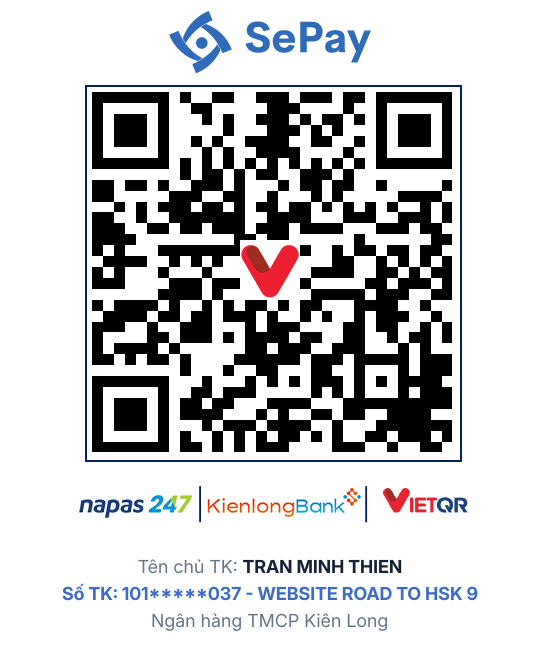 SePay
napas 247 KienlongBank VIETQR
Tên chủ TK: TRAN MINH THIEN
Số TK: 101*****037 - WEBSITE ROAD TO HSK 9
Ngân hàng TMCP Kiên Long